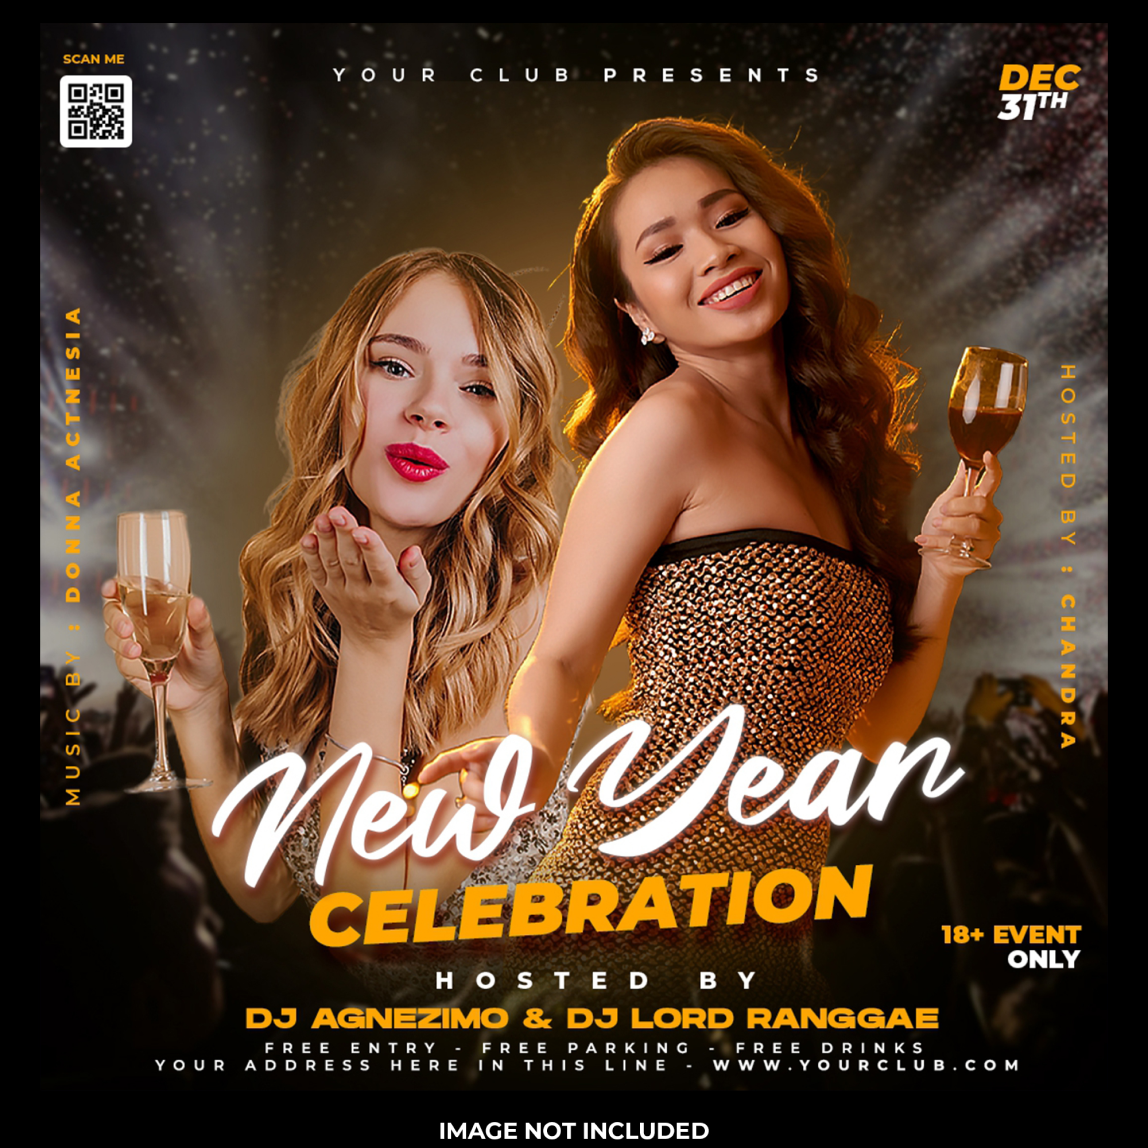 SCAN ME
YOUR CLUB PRESENTS
DEC
31TH
MUSIC BY : DONNA ACTNESIA
HOSTED BY : CHANDRA
New Year
CELEBRATION
18+ EVENT
ONLY
HOSTED BY
DJ AGNEZIMO & DJ LORD RANGGAE
FREE ENTRY - FREE PARKING - FREE DRINKS
YOUR ADDRESS HERE IN THIS LINE - WWW.YOURCLUB.COM
IMAGE NOT INCLUDED